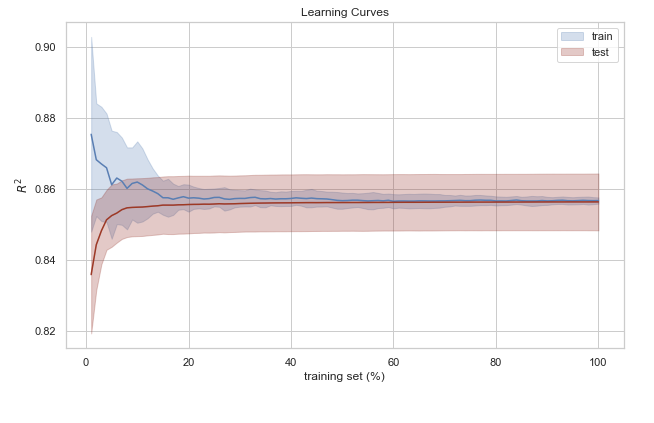 Learning Curves
train
test
0.90
0.88
0.86
0.84
0.82
R²
0 20 40 60 80 100
training set (%)